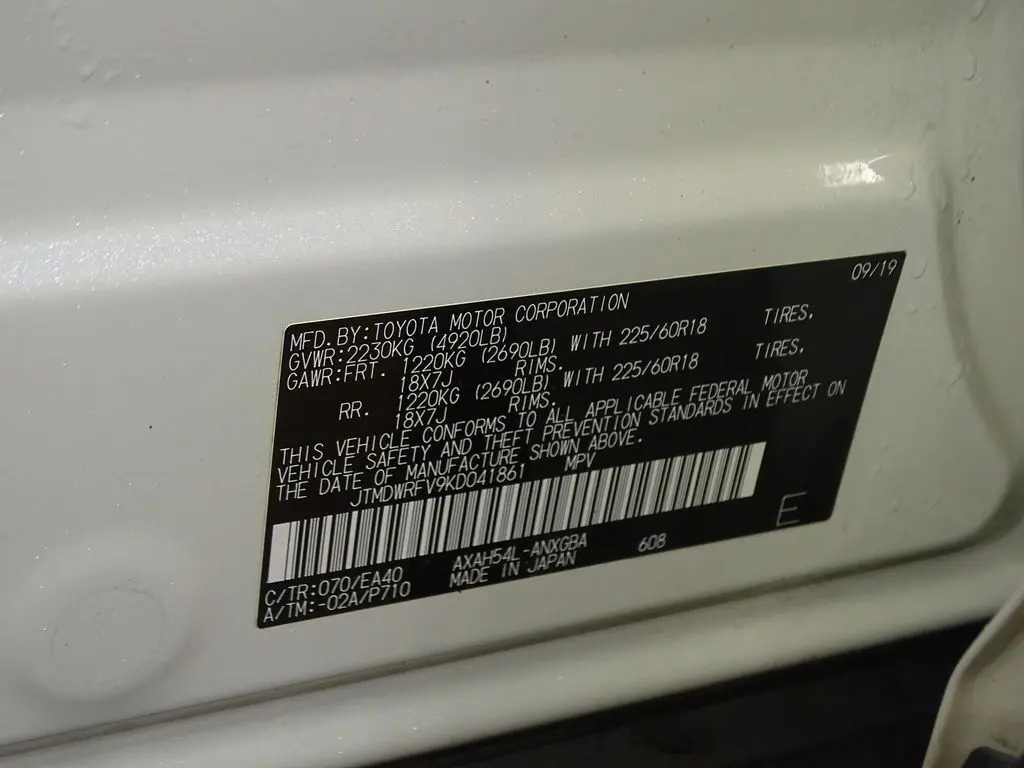 09/19
MFD.BY:TOYOTA MOTOR CORPORATION
GVWR:2230KG (4920LB)
GAWR:FRT. 1220KG (2690LB) WITH 225/60R18 TIRES,
18X7J RIMS.
RR. 1220KG (2690LB) WITH 225/60R18 TIRES,
18X7J RIMS.
THIS VEHICLE CONFORMS TO ALL APPLICABLE FEDERAL MOTOR
VEHICLE SAFETY AND THEFT PREVENTION STANDARDS IN EFFECT ON
THE DATE OF MANUFACTURE SHOWN ABOVE.
JTMDWRFV9KD041861 MPV
E
C/TR:070/EA40 AXAH54L-ANXGBA 608
A/TM:-02A/P710 MADE IN JAPAN